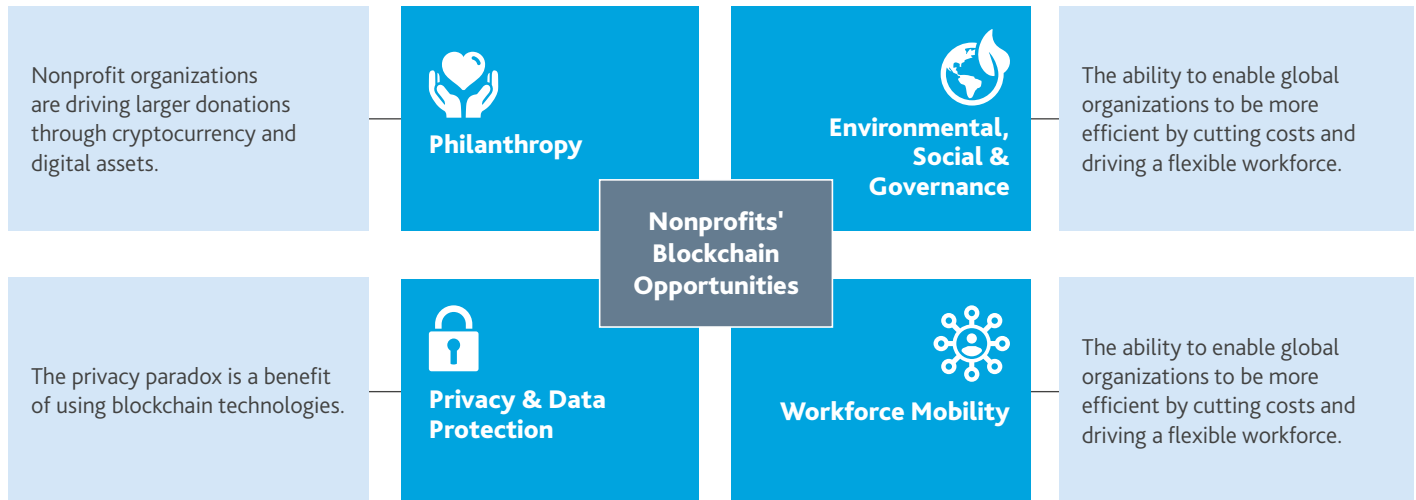 Nonprofit organizations
are driving larger donations
through cryptocurrency and
digital assets.
Philanthropy
Environmental,
Social &
Governance
The ability to enable global
organizations to be more
efficient by cutting costs and
driving a flexible workforce.
Nonprofits'
Blockchain
Opportunities
The privacy paradox is a benefit
of using blockchain technologies.
Privacy & Data
Protection
Workforce Mobility
The ability to enable global
organizations to be more
efficient by cutting costs and
driving a flexible workforce.